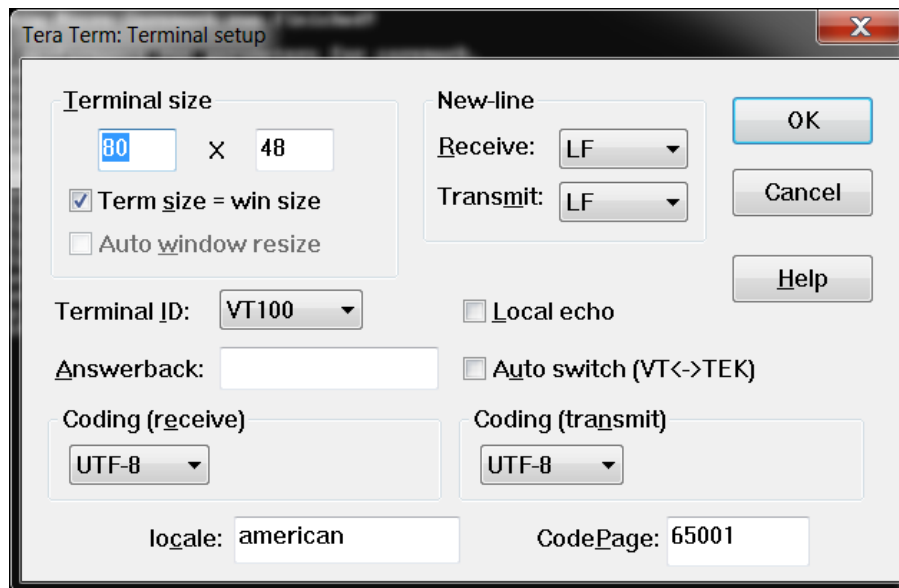 Tera Term: Terminal setup
Terminal size
80 X 48
Term size = win size
Auto window resize
New-line
Receive: LF
Transmit: LF
OK
Cancel
Help
Terminal ID: VT100
Local echo
Answerback:
Auto switch (VT<->TEK)
Coding (receive)
UTF-8
Coding (transmit)
UTF-8
locale: american
CodePage: 65001